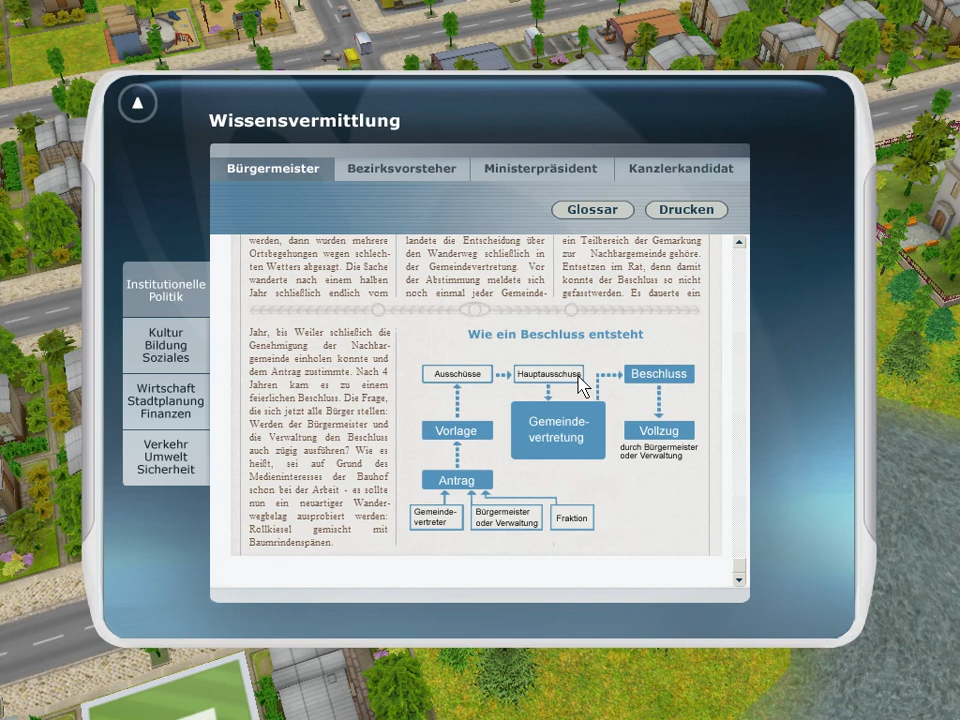 Wissensvermittlung
Bürgermeister
Bezirksvorsteher
Ministerpräsident
Kanzlerkandidat
Glossar
Drucken
Institutionelle
Politik
Kultur
Bildung
Soziales
Wirtschaft
Stadtplanung
Finanzen
Verkehr
Umwelt
Sicherheit
werden, dann wurden mehrere
Ortsbegehungen wegen schlech-
ten Wetters abgesagt. Die Sache
wanderte nach einem halben
Jahr schließlich endlich vom
landete die Entscheidung über
den Wanderweg schließlich in
der Gemeindevertretung. Vor
der Abstimmung meldete sich
noch einmal jeder Gemeinde-
ein Teilbereich der Gemarkung
zur Nachbargemeinde gehöre.
Entsetzen im Rat, denn damit
konnte der Beschluss so nicht
gefasstwerden. Es dauerte ein
Jahr, bis Weiler schließlich die
Genehmigung der Nachbar-
gemeinde einholen konnte und
dem Antrag zustimmte. Nach 4
Jahren kam es zu einem
feierlichen Beschluss. Die Frage,
die sich jetzt alle Bürger stellen:
Werden der Bürgermeister und
die Verwaltung den Beschluss
auch zügig ausführen? Wie es
heißt, sei auf Grund des
Medieninteresses der Bauhof
schon bei der Arbeit - es sollte
nun ein neuartiger Wander-
wegbelag ausprobiert werden:
Rollkiesel gemischt mit
Baumrindenspänen.
Wie ein Beschluss entsteht
Ausschüsse
Hauptausschuss
Beschluss
Vorlage
Gemeinde-
vertretung
Vollzug
durch Bürgermeister
oder Verwaltung
Antrag
Gemeinde-
vertreter
Bürgermeister
oder Verwaltung
Fraktion